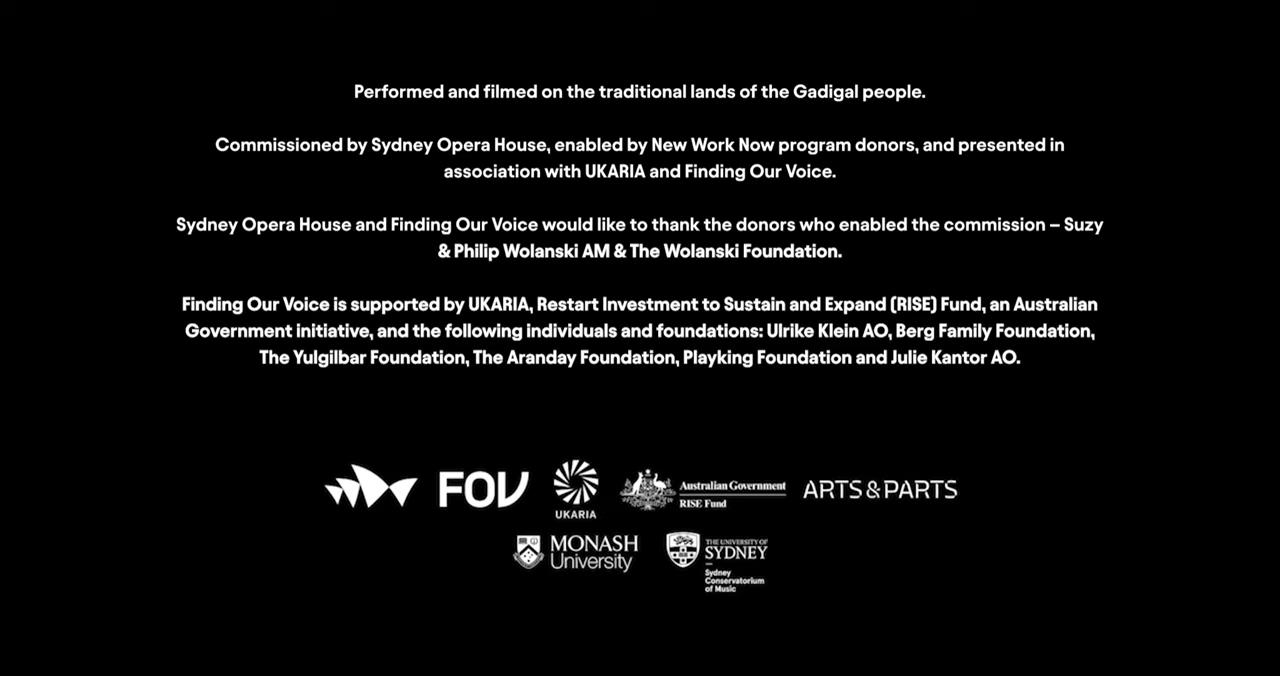 Performed and filmed on the traditional lands of the Gadigal people.
Commissioned by Sydney Opera House, enabled by New Work Now program donors, and presented in
association with UKARIA and Finding Our Voice.
Sydney Opera House and Finding Our Voice would like to thank the donors who enabled the commission – Suzy
& Philip Wolanski AM & The Wolanski Foundation.
Finding Our Voice is supported by UKARIA, Restart Investment to Sustain and Expand (RISE) Fund, an Australian
Government initiative, and the following individuals and foundations: Ulrike Klein AO, Berg Family Foundation,
The Yulgilbar Foundation, The Aranday Foundation, Playking Foundation and Julie Kantor AO.
FOV
UKARIA
Australian Government
RISE Fund
ARTS & PARTS
MONASH
University
THE UNIVERSITY OF
SYDNEY
Sydney
Conservatorium
of Music